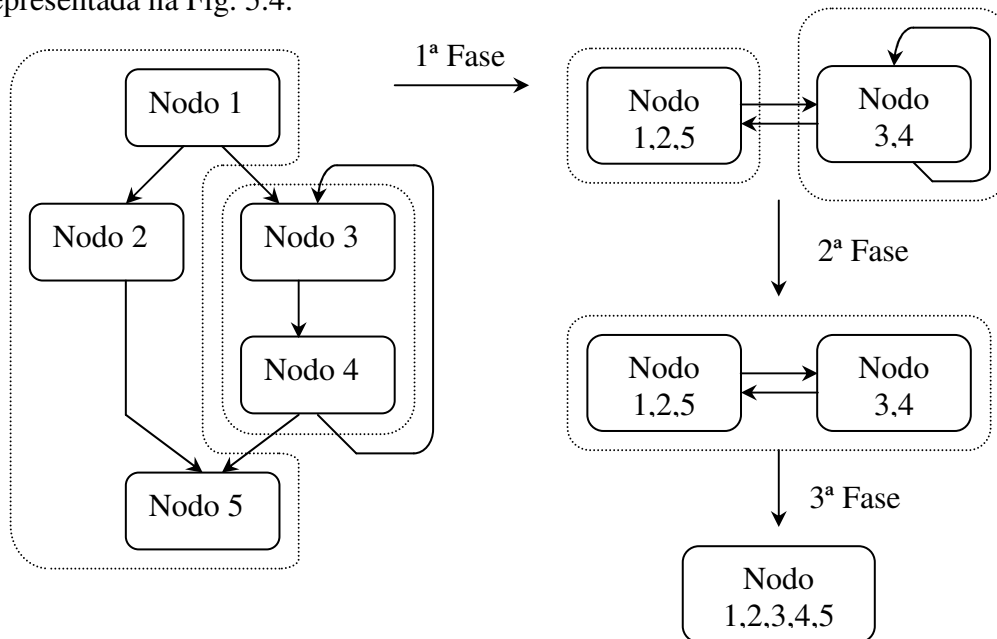 epresentada na Fig. 5.4.
Nodo 1
Nodo 2
Nodo 3
Nodo 4
Nodo 5
1ª Fase
Nodo
1,2,5
Nodo
3,4
2ª Fase
Nodo
1,2,5
Nodo
3,4
3ª Fase
Nodo
1,2,3,4,5